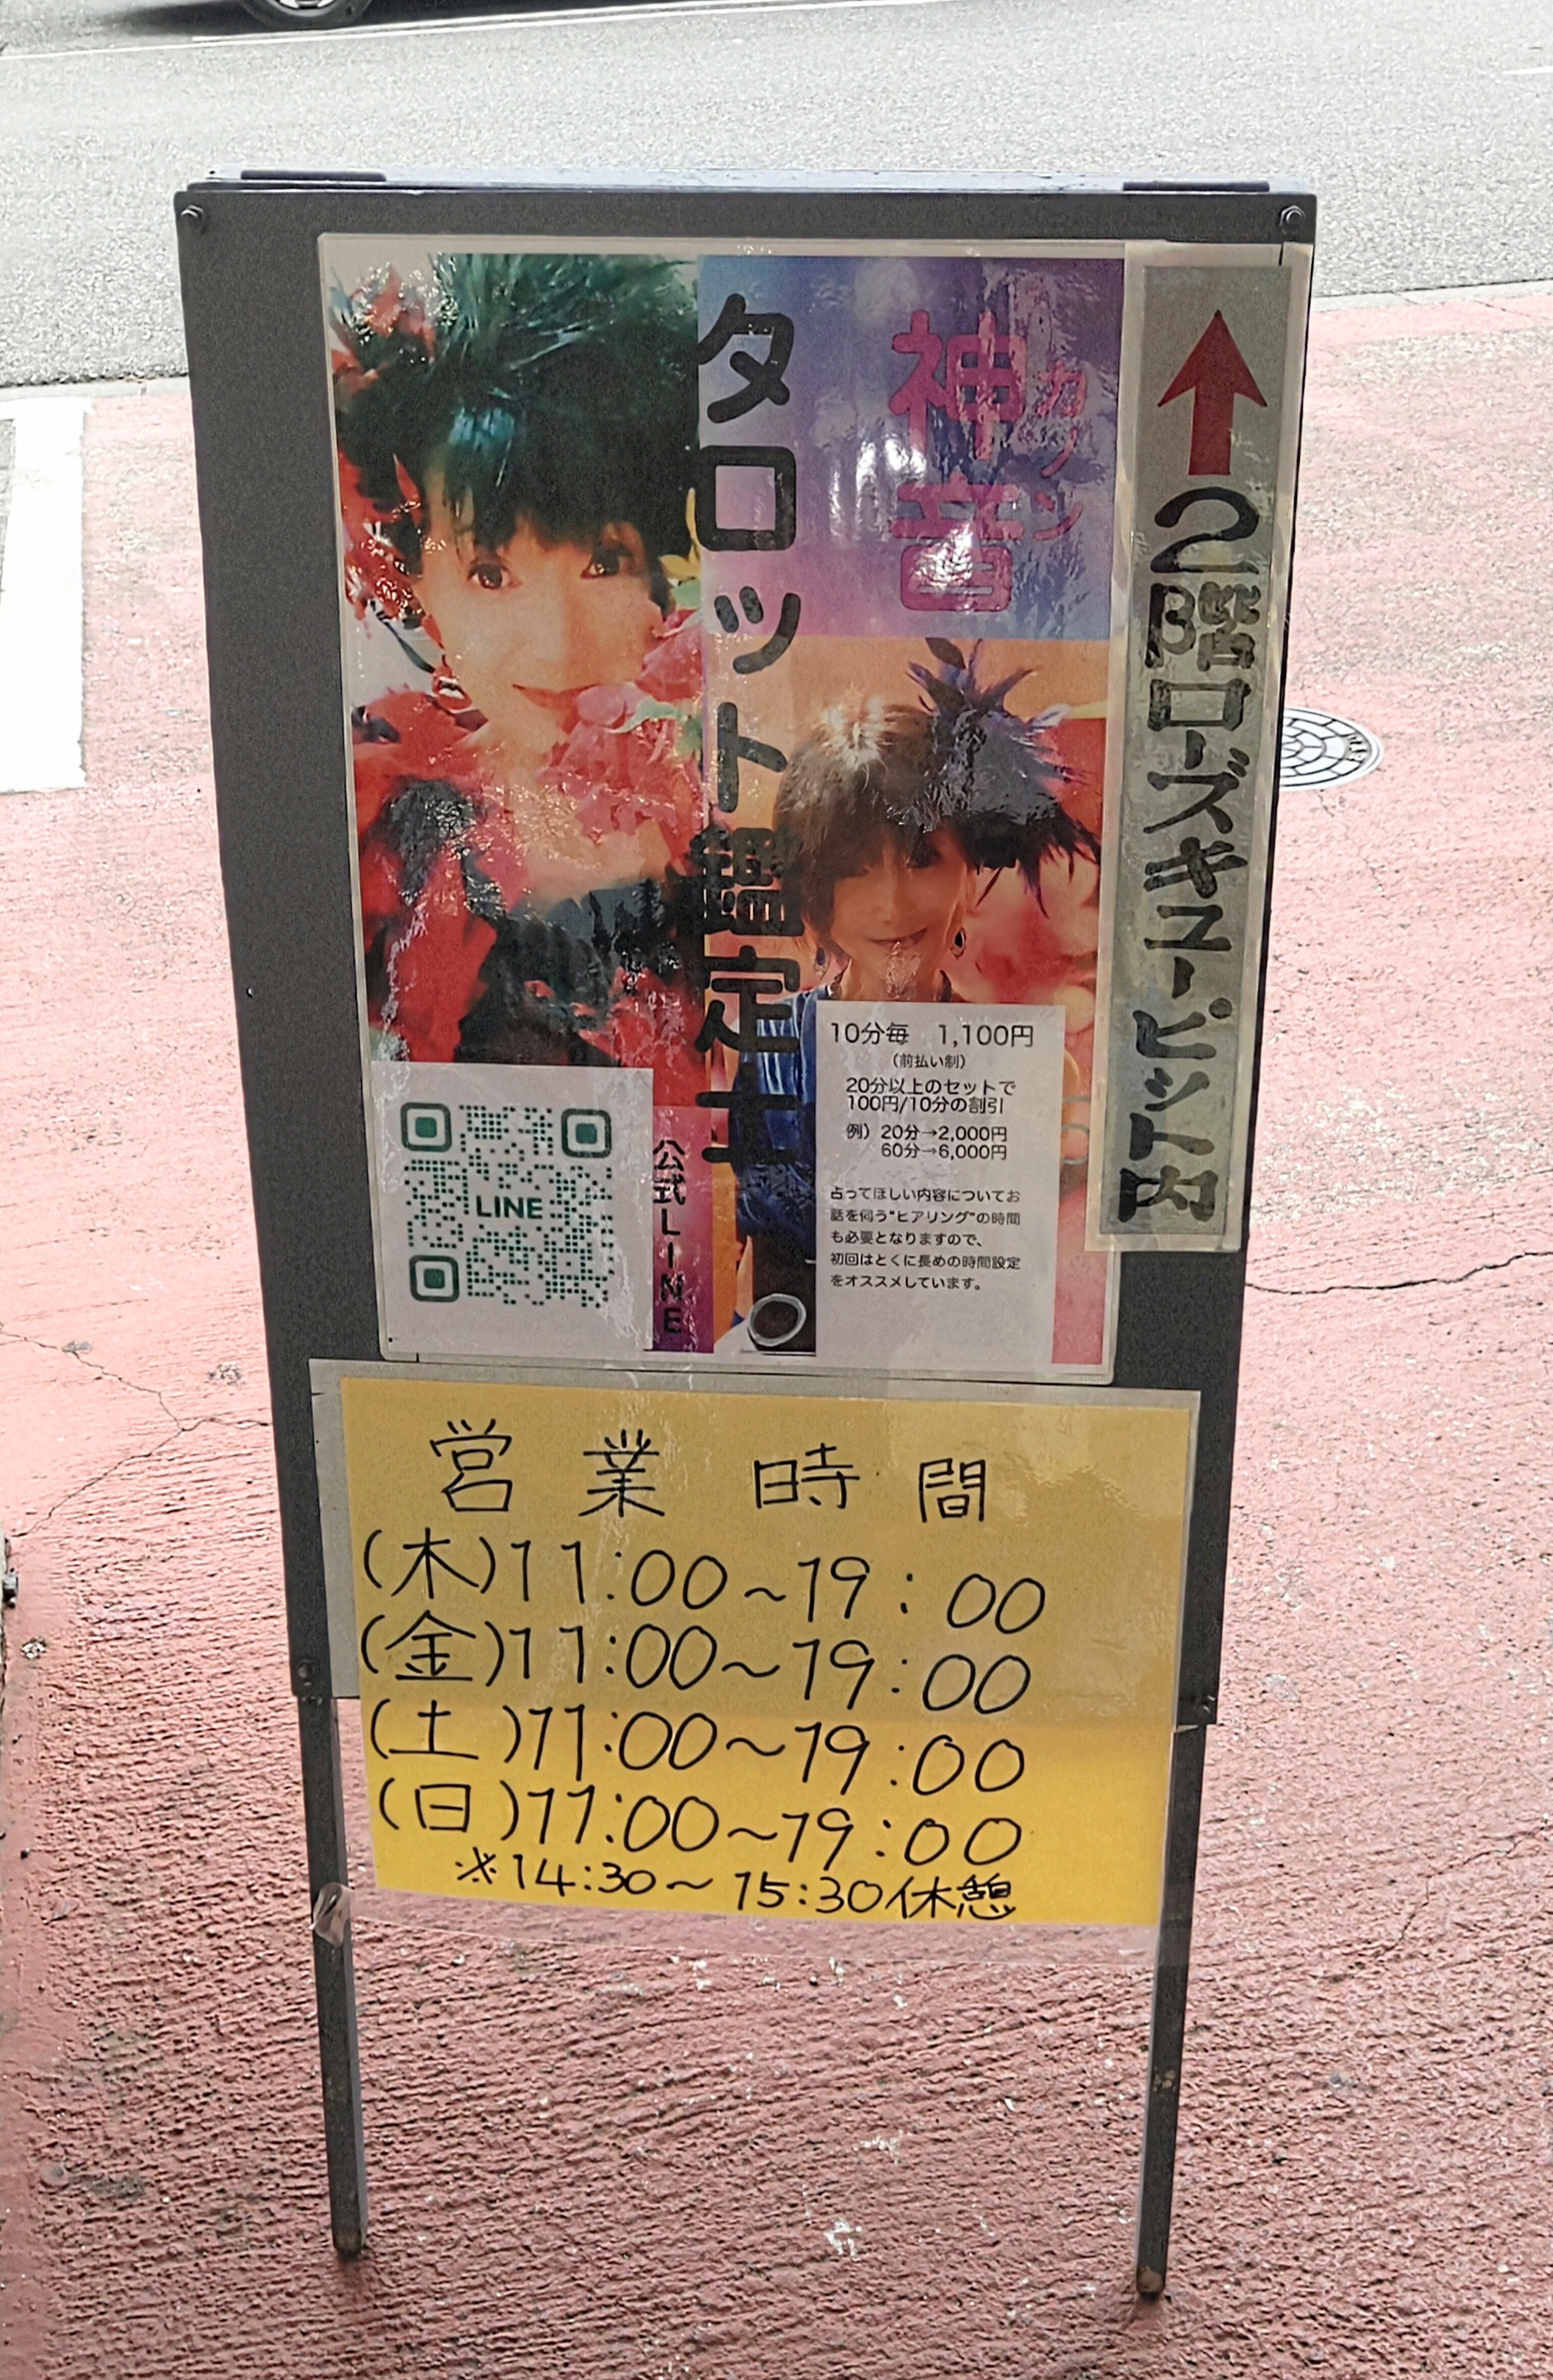 タロット鑑定士
神音
カノン
2階ローズキューピット内
LINE
公式LINE
10分毎 1,100円
(前払い制)
20分以上のセットで
100円/10分の割引
例) 20分→2,000円
60分→6,000円
占ってほしい内容についてお
話を伺う"ヒアリング"の時間
も必要となりますので、
初回はとくに長めの時間設定
をオススメしています。
営業時間
(木)11:00~19:00
(金)11:00~19:00
(土)11:00~19:00
(日)11:00~19:00
※14:30~15:30休憩